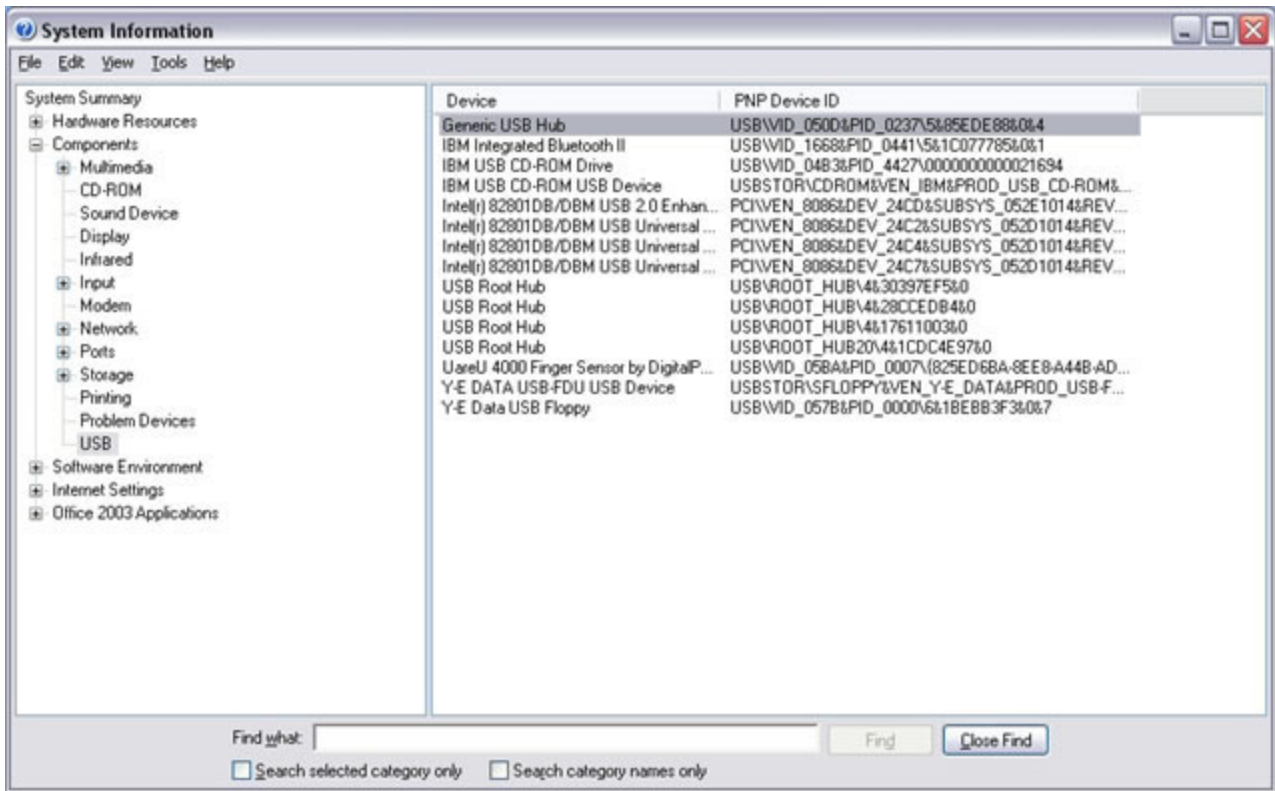 System Information
File Edit View Tools Help
System Summary
Hardware Resources
Components
Multimedia
CD-ROM
Sound Device
Display
Infrared
Input
Modem
Network
Ports
Storage
Printing
Problem Devices
USB
Software Environment
Internet Settings
Office 2003 Applications
Device PNP Device ID
Generic USB Hub USB\VID_050D&PID_0237\5&85EDE88&0&4
IBM Integrated Bluetooth II USB\VID_1668&PID_0441\5&1C077785&0&1
IBM USB CD-ROM Drive USB\VID_04B3&PID_4427\0000000000021694
IBM USB CD-ROM USB Device USBSTOR\CDROM&VEN_IBM&PROD_USB_CD-ROM&...
Intel(r) 82801DB/DBM USB 2.0 Enhan... PCI\VEN_8086&DEV_24CD&SUBSYS_052E1014&REV...
Intel(r) 82801DB/DBM USB Universal ... PCI\VEN_8086&DEV_24C2&SUBSYS_052D1014&REV...
Intel(r) 82801DB/DBM USB Universal ... PCI\VEN_8086&DEV_24C4&SUBSYS_052D1014&REV...
Intel(r) 82801DB/DBM USB Universal ... PCI\VEN_8086&DEV_24C7&SUBSYS_052D1014&REV...
USB Root Hub USB\ROOT_HUB\4&30397EF5&0
USB Root Hub USB\ROOT_HUB\4&28CCEDB4&0
USB Root Hub USB\ROOT_HUB\4&17611003&0
USB Root Hub USB\ROOT_HUB20\4&1CDC4E97&0
UareU 4000 Finger Sensor by DigitalP... USB\VID_05BA&PID_0007\{825ED6BA-8EE8-A44B-AD...
Y-E DATA USB-FDU USB Device USBSTOR\SFLOPPY&VEN_Y-E_DATA&PROD_USB-F...
Y-E Data USB Floppy USB\VID_057B&PID_0000\6&1BEBB3F3&0&7
Find what: Find Close Find
Search selected category only Search category names only